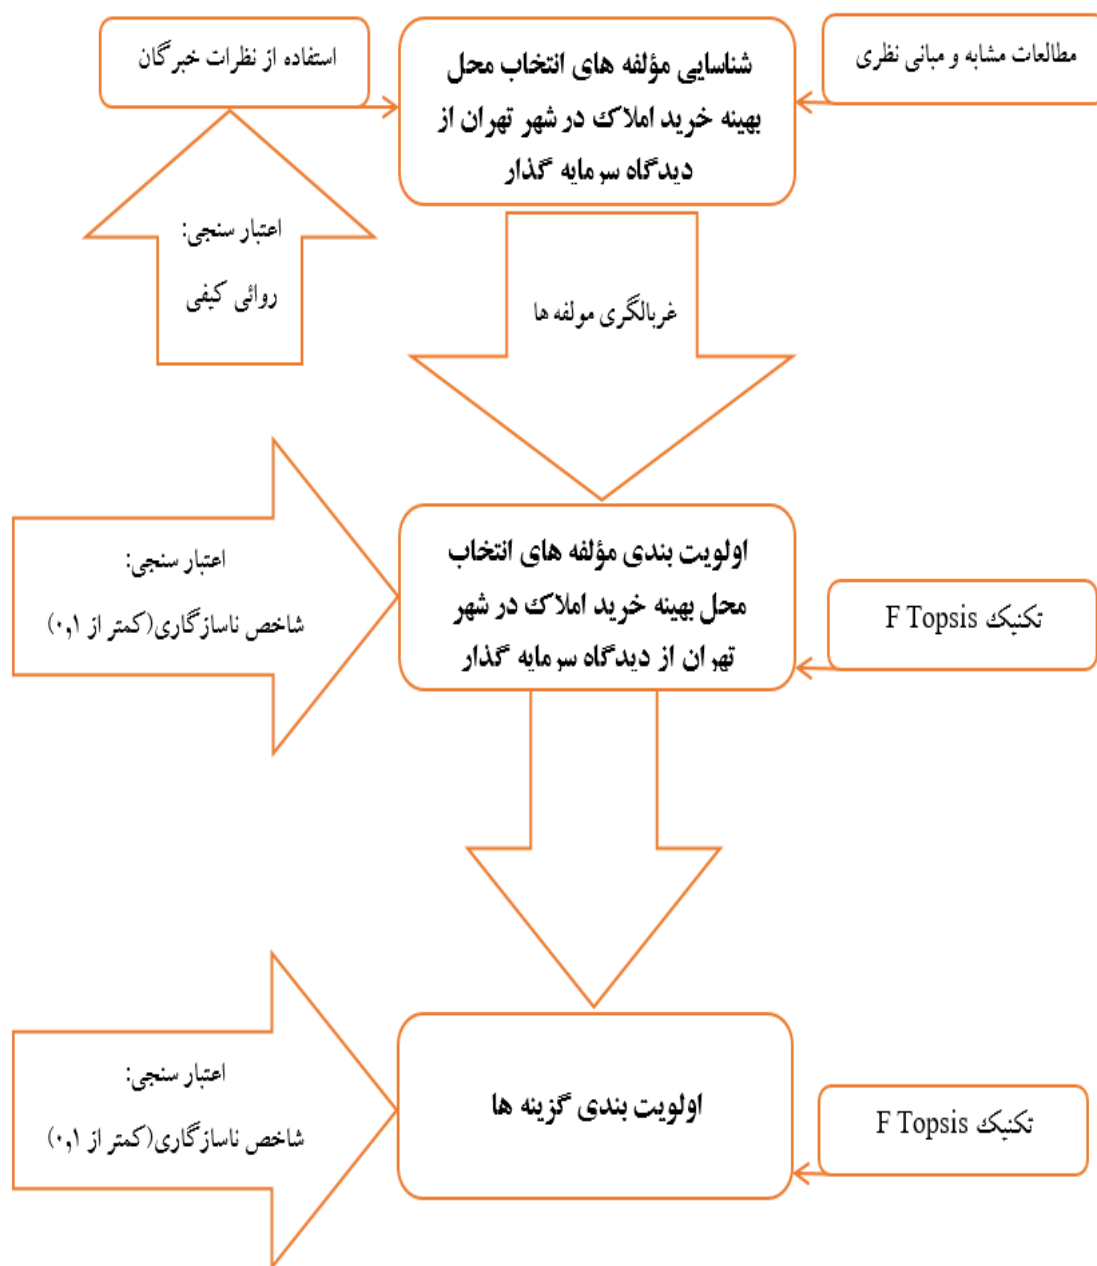 مطالعات مشابه و مبانی نظری
شناسایی مؤلفه های انتخاب محل
بهینه خرید املاک در شهر تهران از
دیدگاه سرمایه گذار
استفاده از نظرات خبرگان
اعتبار سنجی:
روائی کیفی
غربالگری مولفه ها
اولویت بندی مؤلفه های انتخاب
محل بهینه خرید املاک در شهر
تهران از دیدگاه سرمایه گذار
تکنیک F Topsis
اعتبار سنجی:
شاخص ناسازگاری(کمتر از ۰,۱)
اولویت بندی گزینه ها
تکنیک F Topsis
اعتبار سنجی:
شاخص ناسازگاری(کمتر از ۰,۱)